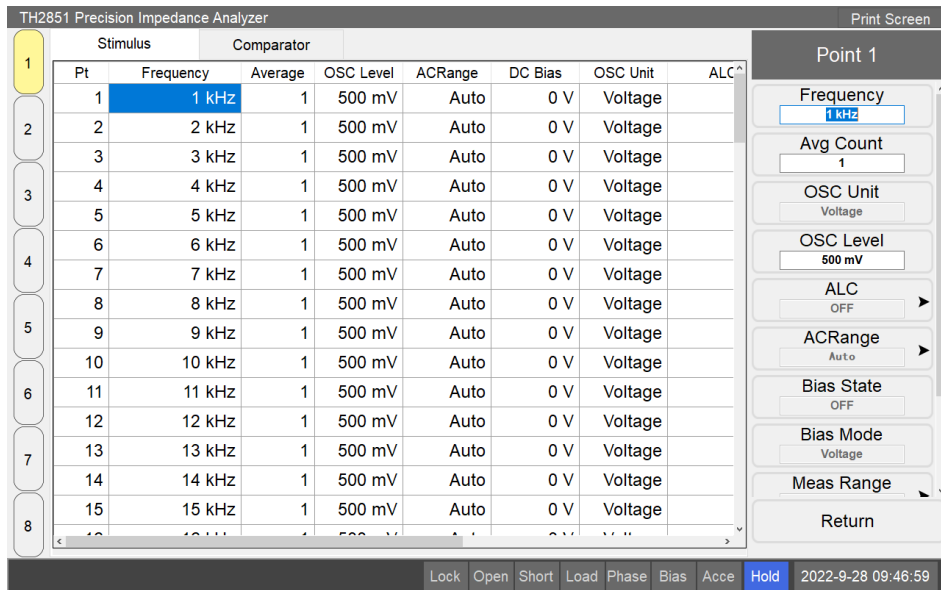 TH2851 Precision Impedance Analyzer
Print Screen
Stimulus Comparator
Pt Frequency Average OSC Level ACRange DC Bias OSC Unit ALC
1 1 kHz 1 500 mV Auto 0 V Voltage
2 2 kHz 1 500 mV Auto 0 V Voltage
3 3 kHz 1 500 mV Auto 0 V Voltage
4 4 kHz 1 500 mV Auto 0 V Voltage
5 5 kHz 1 500 mV Auto 0 V Voltage
6 6 kHz 1 500 mV Auto 0 V Voltage
7 7 kHz 1 500 mV Auto 0 V Voltage
8 8 kHz 1 500 mV Auto 0 V Voltage
9 9 kHz 1 500 mV Auto 0 V Voltage
10 10 kHz 1 500 mV Auto 0 V Voltage
11 11 kHz 1 500 mV Auto 0 V Voltage
12 12 kHz 1 500 mV Auto 0 V Voltage
13 13 kHz 1 500 mV Auto 0 V Voltage
14 14 kHz 1 500 mV Auto 0 V Voltage
15 15 kHz 1 500 mV Auto 0 V Voltage
1
2
3
4
5
6
7
8
Point 1
Frequency
1 kHz
Avg Count
1
OSC Unit
Voltage
OSC Level
500 mV
ALC
OFF
ACRange
Auto
Bias State
OFF
Bias Mode
Voltage
Meas Range
Return
Lock Open Short Load Phase Bias Acce Hold 2022-9-28 09:46:59